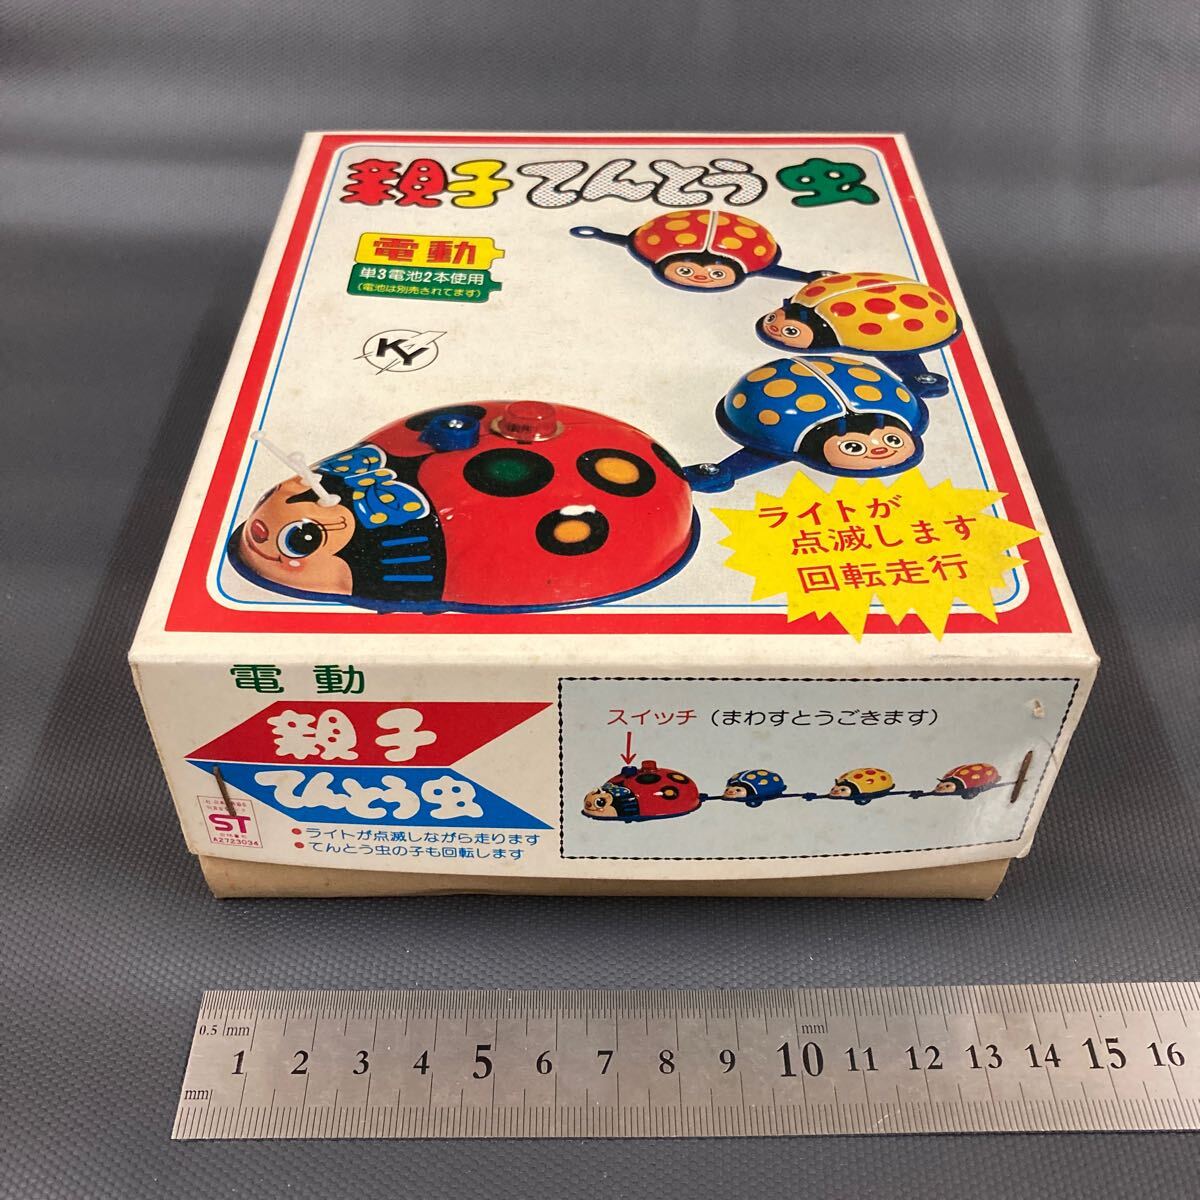 親子てんとう虫
電動
単3電池2本使用
(電池は別売されてます)
KY
ライトが
点滅します
回転走行
電動
親子
てんとう虫
ST
A2723034
●ライトが点滅しながら走ります
●てんとう虫の子も回転します
スイッチ(まわすとうごきます)
0.5 mm
mm
1 2 3 4 5 6 7 8 9 10 11 12 13 14 15 16
mm